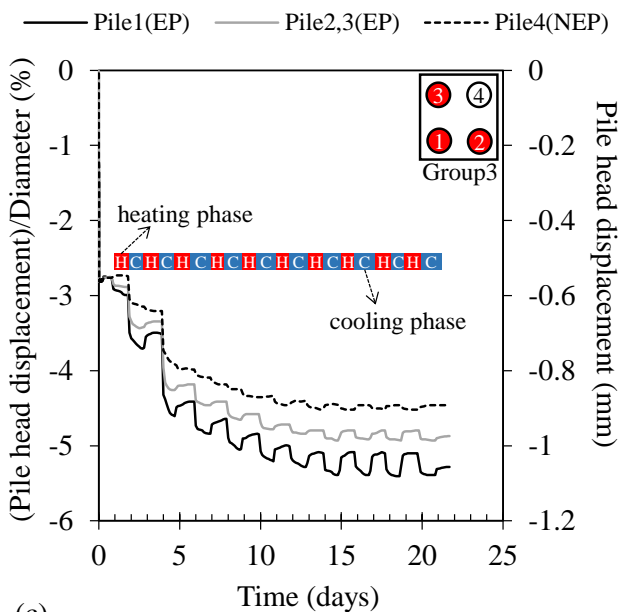 Pile1(EP) Pile2,3(EP) Pile4(NEP)
(Pile head displacement)/Diameter (%)
0
-1
-2
-3
-4
-5
-6
3 4
1 2
Group3
heating phase
H C H C H C H C H C H C H C H C H C H C
cooling phase
0
-0.2
-0.4
-0.6
-0.8
-1
-1.2
Pile head displacement (mm)
0 5 10 15 20 25
Time (days)